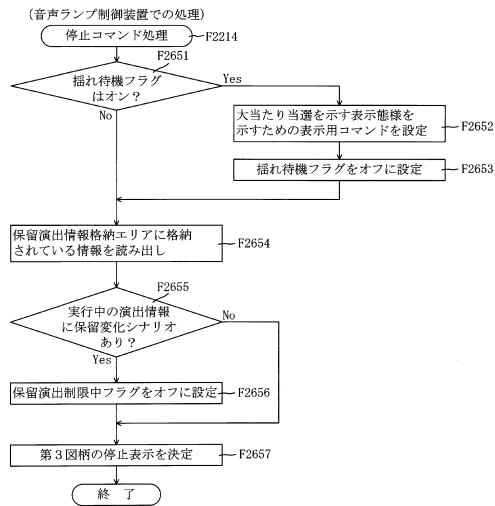 (音声ランプ制御装置での処理)
停止コマンド処理
F2214
F2651
揺れ待機フラグ
はオン?
Yes
No
大当たり当選を示す表示態様を
示すための表示用コマンドを設定
F2652
揺れ待機フラグをオフに設定
F2653
保留演出情報格納エリアに格納
されている情報を読み出し
F2654
F2655
実行中の演出情報
に保留変化シナリオ
あり?
No
Yes
保留演出制限中フラグをオフに設定
F2656
第3図柄の停止表示を決定
F2657
終 了